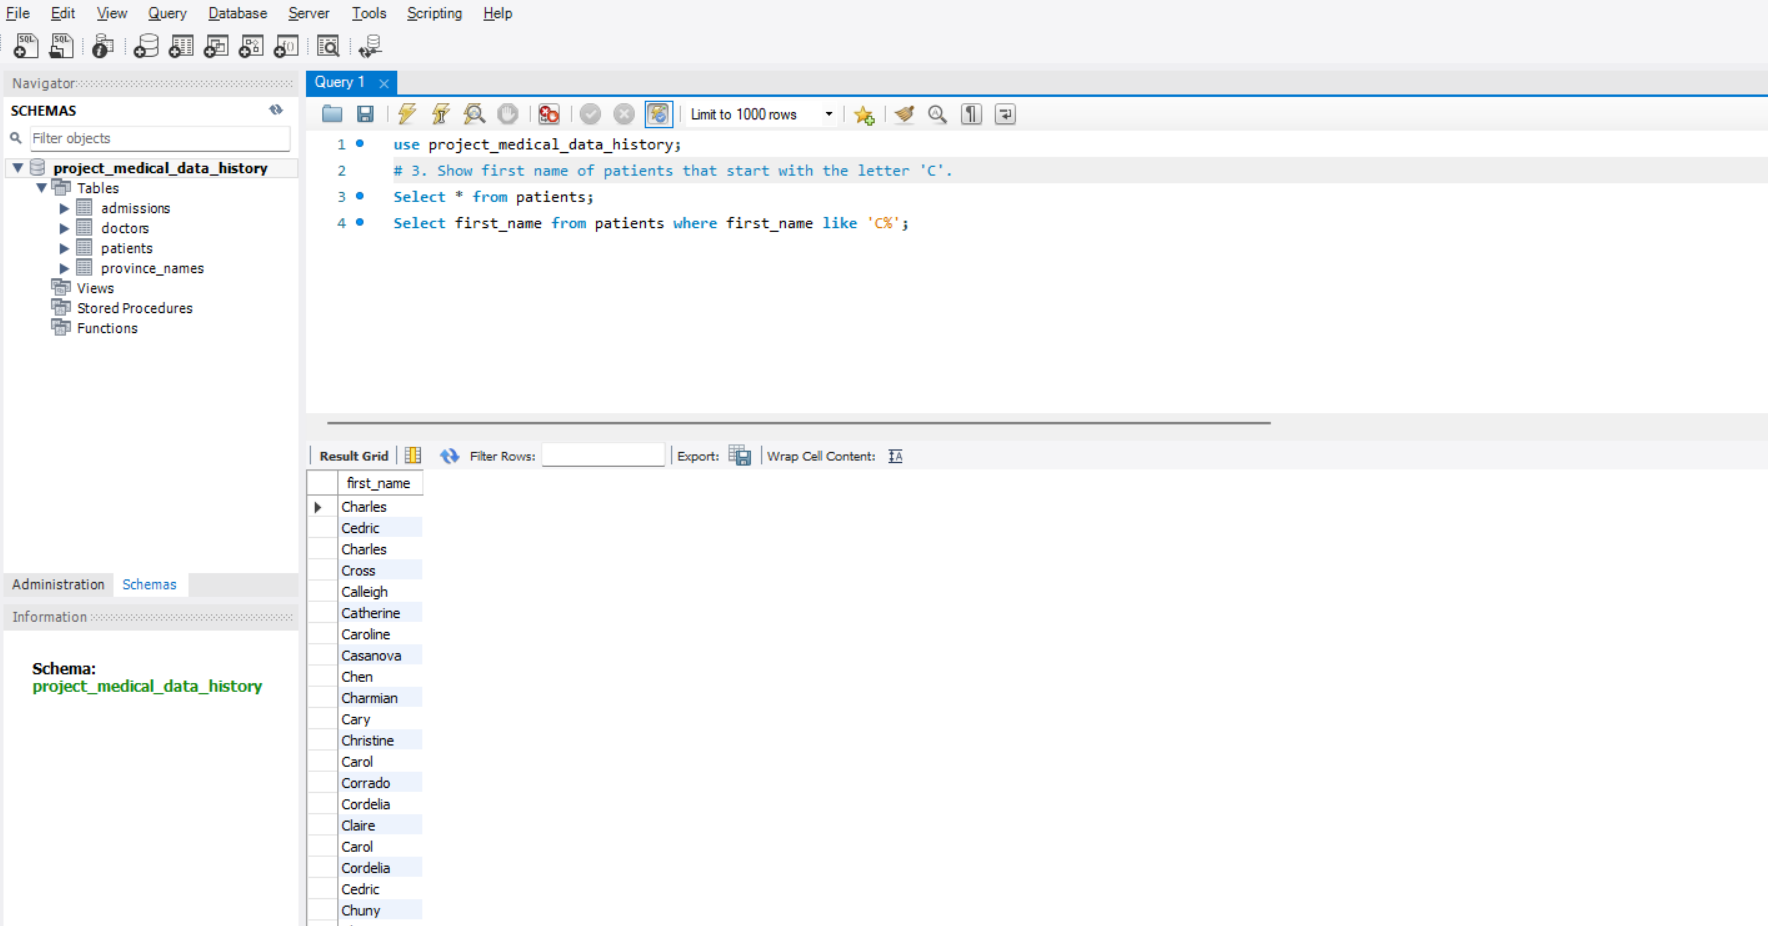 File Edit View Query Database Server Tools Scripting Help
Navigator
SCHEMAS
Filter objects
project_medical_data_history
Tables
admissions
doctors
patients
province_names
Views
Stored Procedures
Functions
Administration Schemas
Information
Schema:
project_medical_data_history
Query 1
Limit to 1000 rows
1 use project_medical_data_history;
2 # 3. Show first name of patients that start with the letter 'C'.
3 Select * from patients;
4 Select first_name from patients where first_name like 'C%';
Result Grid Filter Rows: Export: Wrap Cell Content:
first_name
Charles
Cedric
Charles
Cross
Calleigh
Catherine
Caroline
Casanova
Chen
Charmian
Cary
Christine
Carol
Corrado
Cordelia
Claire
Carol
Cordelia
Cedric
Chuny